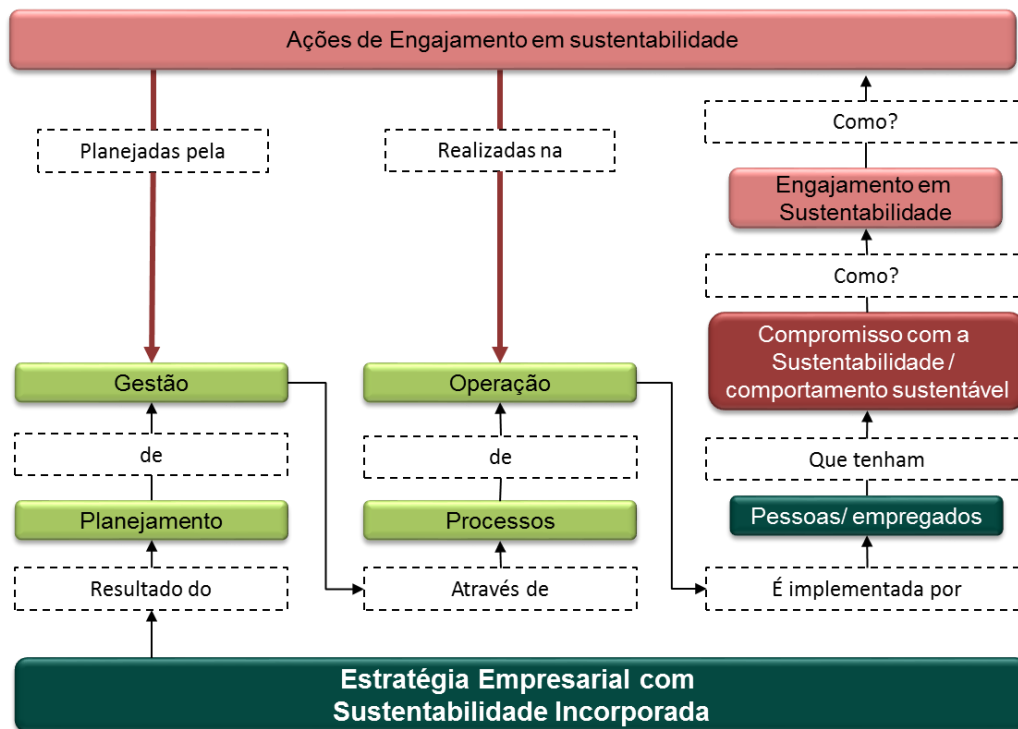 Ações de Engajamento em sustentabilidade
Planejadas pela
Realizadas na
Como?
Engajamento em
Sustentabilidade
Como?
Compromisso com a
Sustentabilidade /
comportamento sustentável
Gestão
Operação
de
de
Que tenham
Planejamento
Processos
Pessoas/ empregados
Resultado do
Através de
É implementada por
Estratégia Empresarial com
Sustentabilidade Incorporada